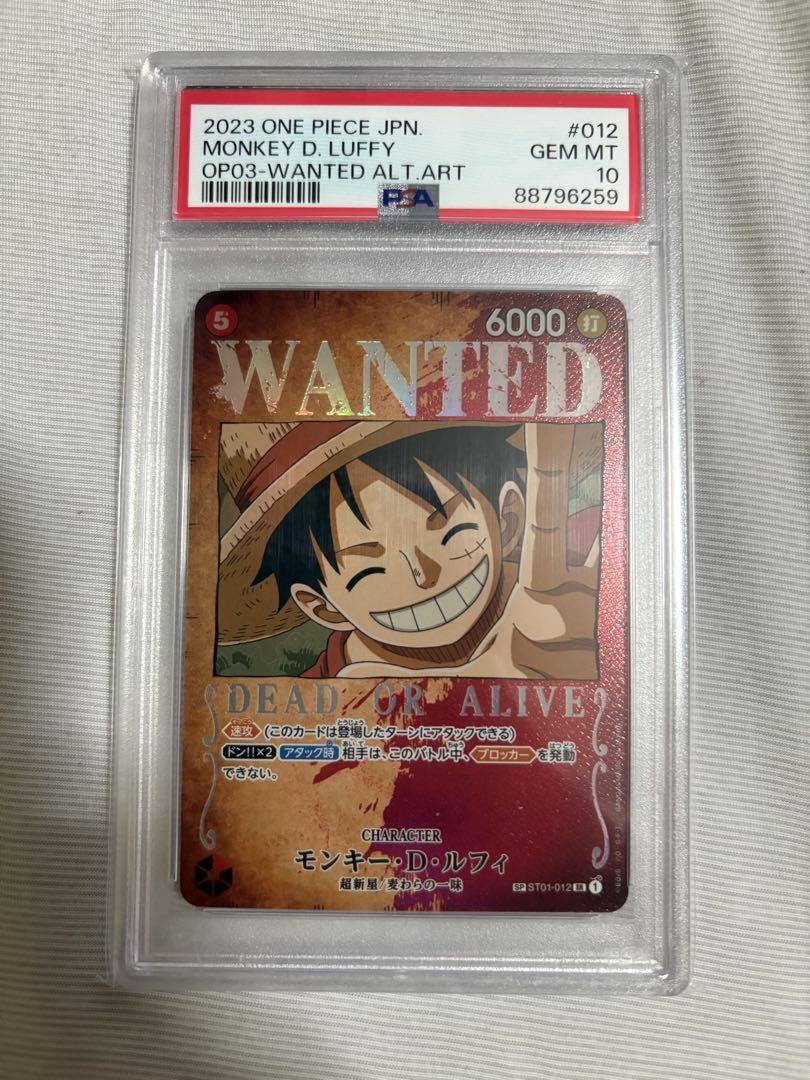 2023 ONE PIECE JPN. #012
MONKEY D. LUFFY GEM MT
OP03-WANTED ALT.ART 10
PSA 88796259
5 6000 打
WANTED
DEAD OR ALIVE
速攻 (このカードは登場したターンにアタックできる)
ドン!!×2 アタック時 相手は、このバトル中、ブロッカーを発動
できない。
CHARACTER
モンキー・D・ルフィ
超新星/麦わらの一味
SP ST01-012 SR 1